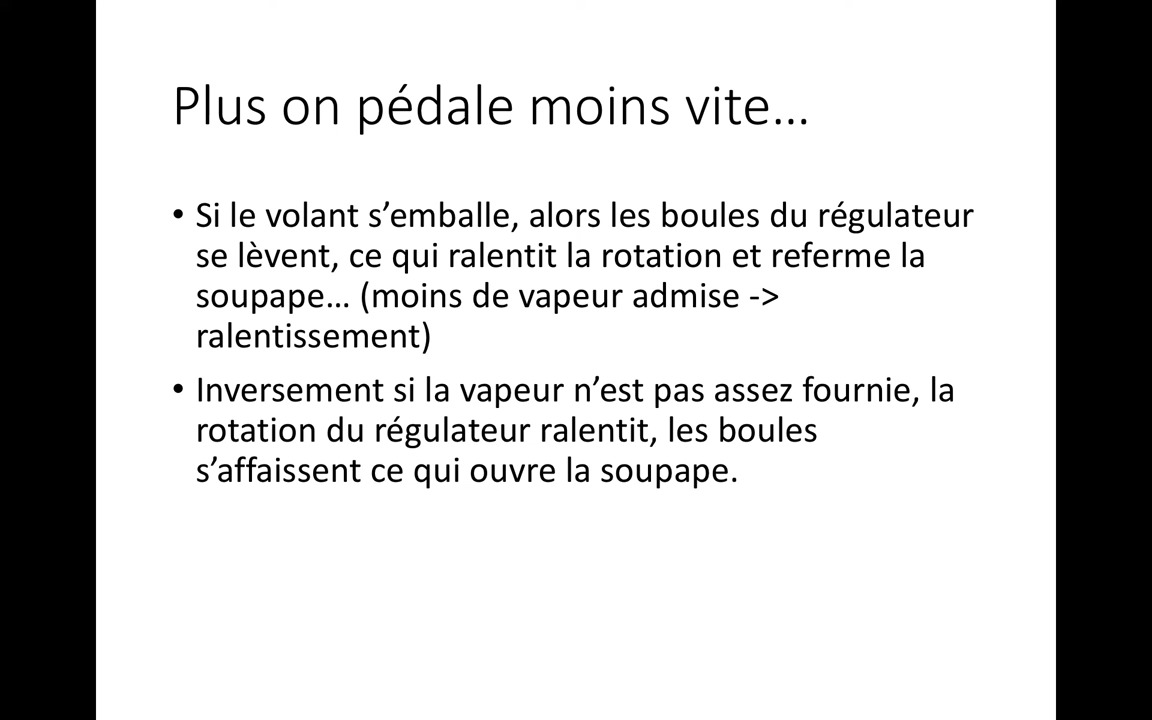 Plus on pédale moins vite…
• Si le volant s’emballe, alors les boules du régulateur
se lèvent, ce qui ralentit la rotation et referme la
soupape… (moins de vapeur admise ->
ralentissement)
• Inversement si la vapeur n’est pas assez fournie, la
rotation du régulateur ralentit, les boules
s’affaissent ce qui ouvre la soupape.